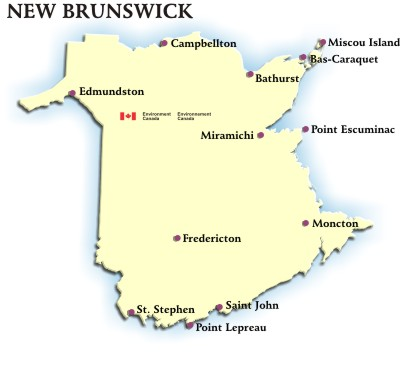 NEW BRUNSWICK
Campbellton
Miscou Island
Bas-Caraquet
Bathurst
Edmundston
Environment Environnement
Canada Canada
Miramichi
Point Escuminac
Moncton
Fredericton
St. Stephen
Saint John
Point Lepreau